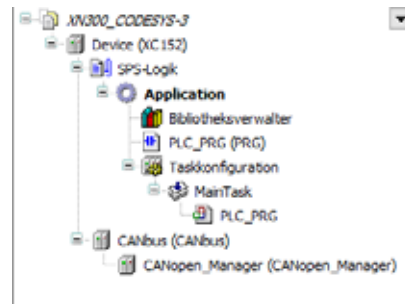 XN300_CODESYS-3
Device (XC152)
SPS-Logik
Application
Bibliotheksverwalter
PLC_PRG (PRG)
Taskkonfiguration
MainTask
PLC_PRG
CANbus (CANbus)
CANopen_Manager (CANopen_Manager)